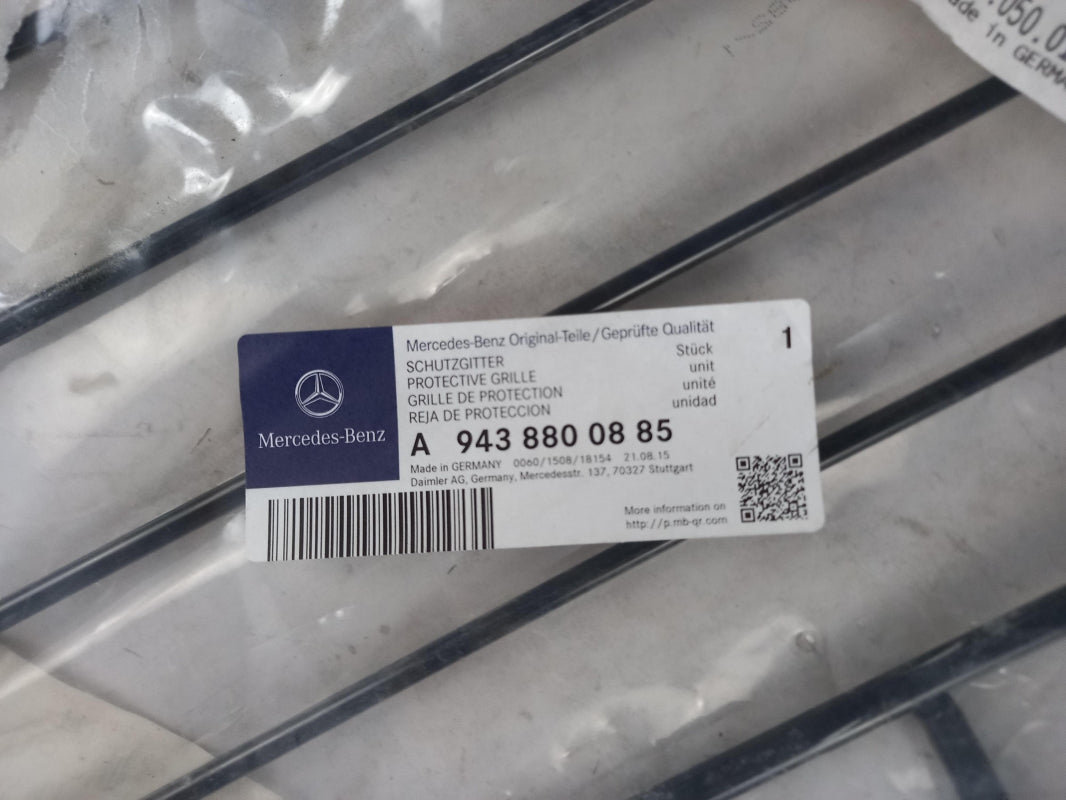 .050.0
Made in GERMA
Mercedes-Benz
Mercedes-Benz Original-Teile/Geprüfte Qualität
SCHUTZGITTER Stück
PROTECTIVE GRILLE unit
GRILLE DE PROTECTION unité
REJA DE PROTECCION unidad
1
A 943 880 08 85
Made in GERMANY 0060/1508/18154 21.08.15
Daimler AG, Germany, Mercedesstr. 137, 70327 Stuttgart
More information on
http://p.mb-qr.com